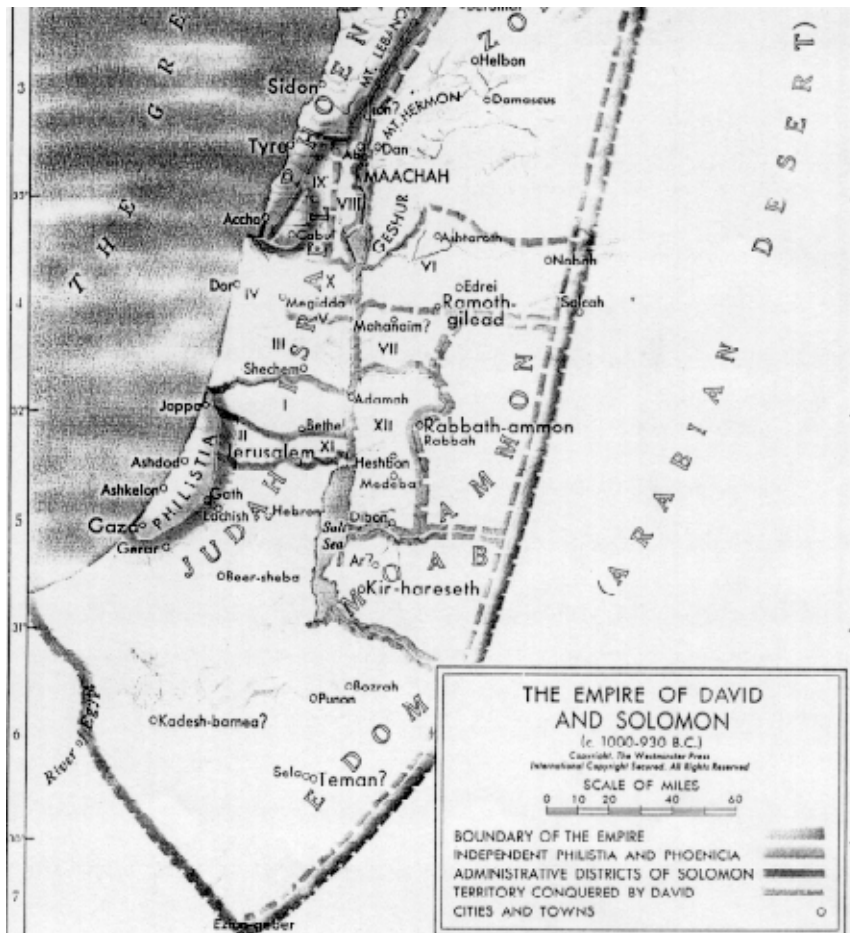 THE GRE
DESERT)
(ARABIAN
PHOEN
ZO
MT. LEBANON
Helbon
3
Sidon
Damascus
MT. HERMON
Tyre
Dan
IX
MAACHAH
33°
VIII
Accho
GESHUR
Ashtaroth
VI
Nobah
Dor
IV
X
Edrei
4
Megiddo
Ramoth-
gilead
Salcah
V
Mahanaim?
ISRAEL
III
VII
Shechem
Adamah
32°
Joppa
I
XII
Bethel
Rabbath-ammon
Rabbah
II
Jerusalem
XI
AMMON
Ashdod
Heshbon
PHILISTIA
Medeba
Ashkelon
Gath
Lachish
Hebron
5
Gaza
Salt
Sea
Dibon
Gerar
JUDAH
Ar?
MOAB
Beer-sheba
Kir-hareseth
31°
Bozrah
Punon
River of Egypt
Kadesh-barnea?
6
EDOM
Sela
Teman?
7
Ezion-geber
THE EMPIRE OF DAVID
AND SOLOMON
(c. 1000-930 B.C.)
Copyright, The Westminster Press
International Copyright Secured. All Rights Reserved
SCALE OF MILES
0 10 20 40 60
BOUNDARY OF THE EMPIRE
INDEPENDENT PHILISTIA AND PHOENICIA
ADMINISTRATIVE DISTRICTS OF SOLOMON
TERRITORY CONQUERED BY DAVID
CITIES AND TOWNS